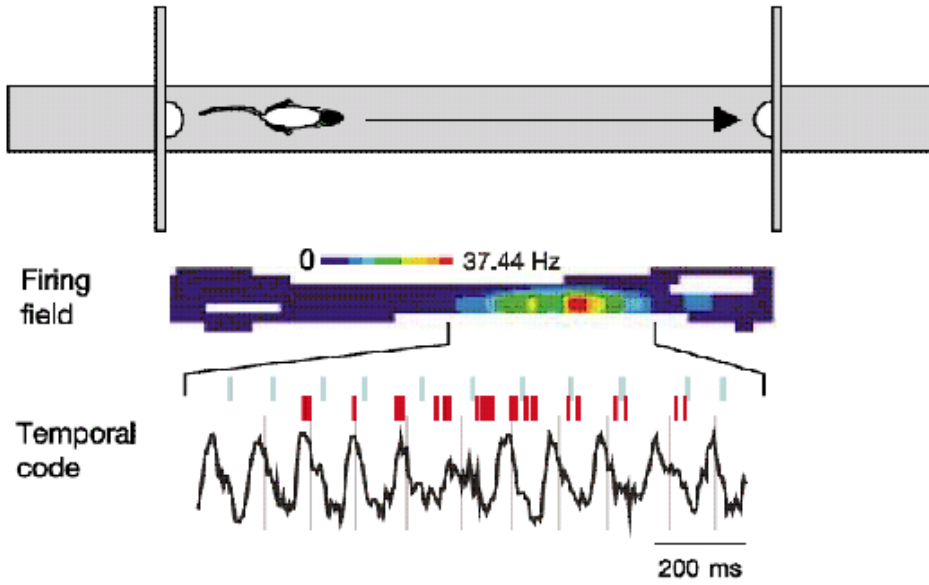 0 37.44 Hz
Firing
field
Temporal
code
200 ms